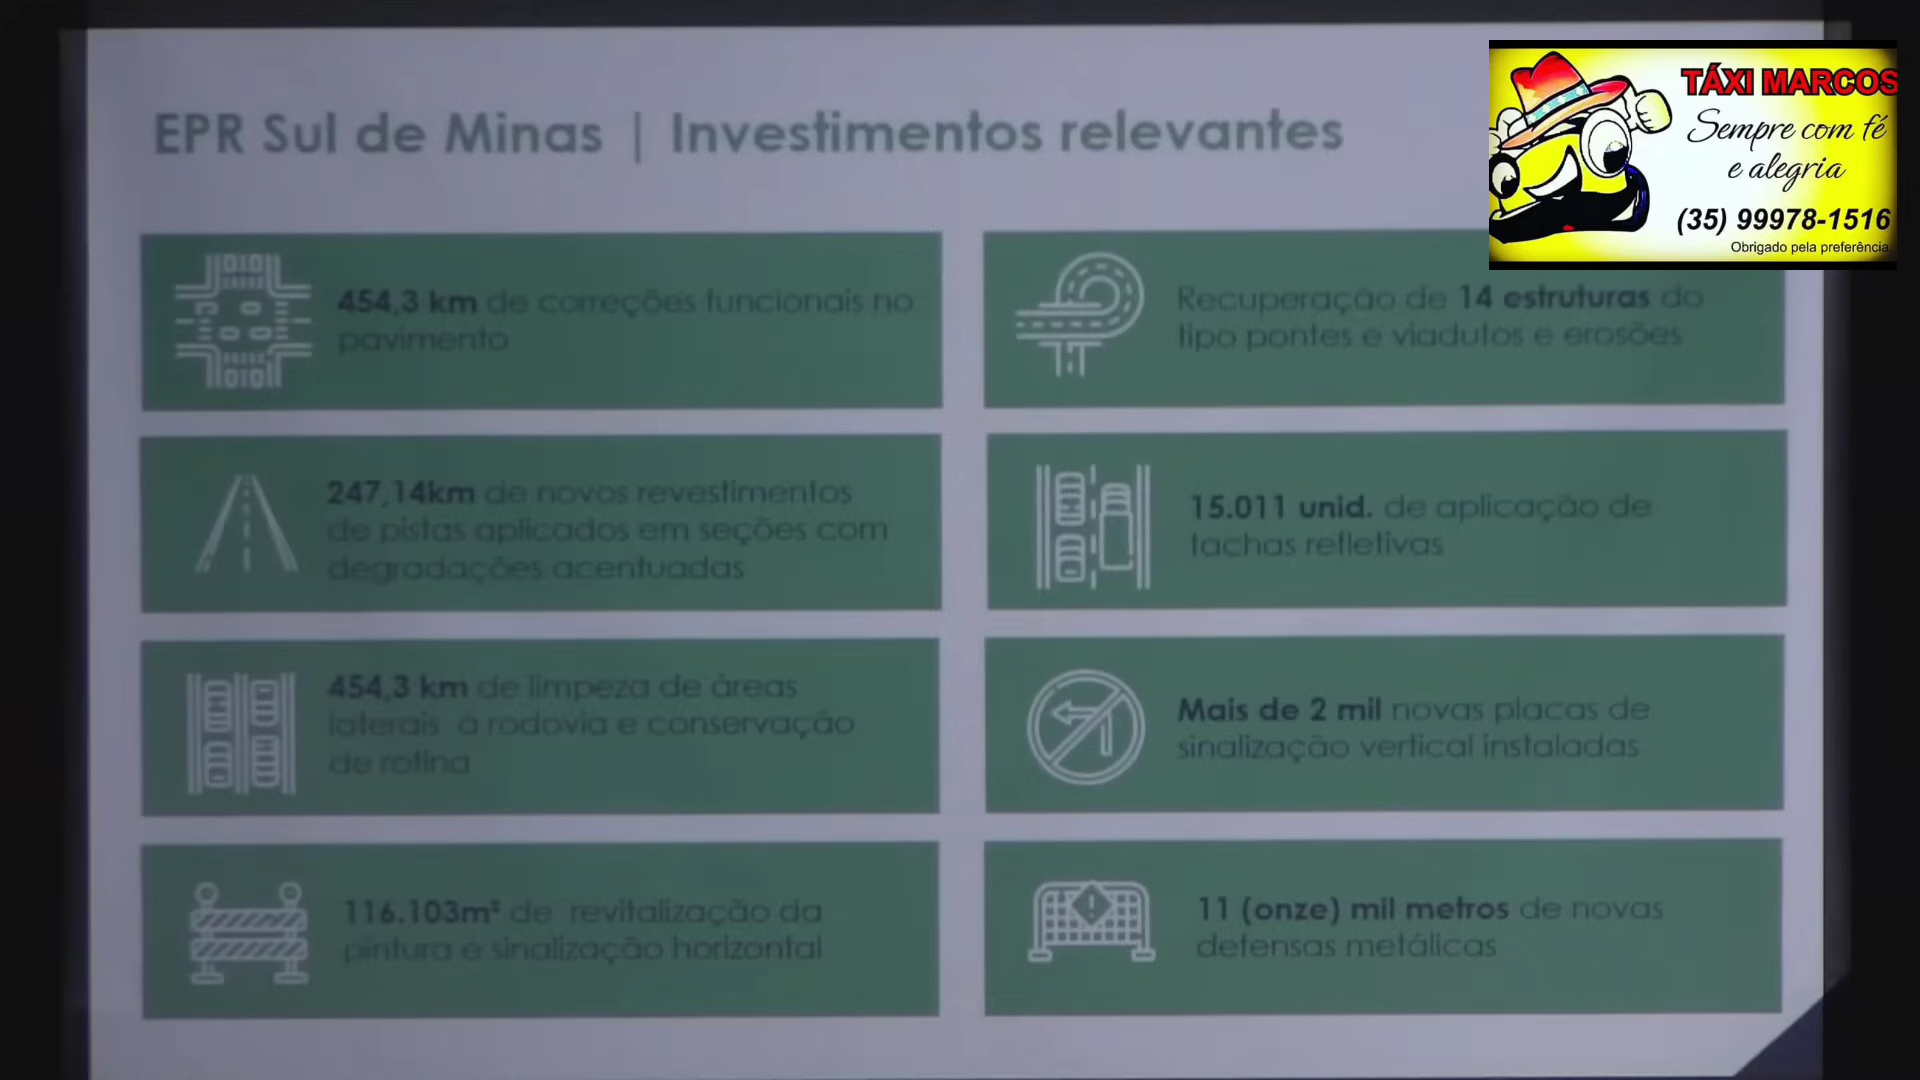 EPR Sul de Minas | Investimentos relevantes
TÁXI MARCOS
Sempre com fé
e alegria
(35) 99978-1516
Obrigado pela preferência.
454,3 km de correções funcionais no
pavimento
Recuperação de 14 estruturas do
tipo pontes e viadutos e erosões
247,14km de novos revestimentos
de pistas aplicados em seções com
degradações acentuadas
15.011 unid. de aplicação de
tachas refletivas
454,3 km de limpeza de áreas
laterais à rodovia e conservação
de rotina
Mais de 2 mil novas placas de
sinalização vertical instaladas
116.103m² de revitalização da
pintura e sinalização horizontal
11 (onze) mil metros de novas
defensas metálicas